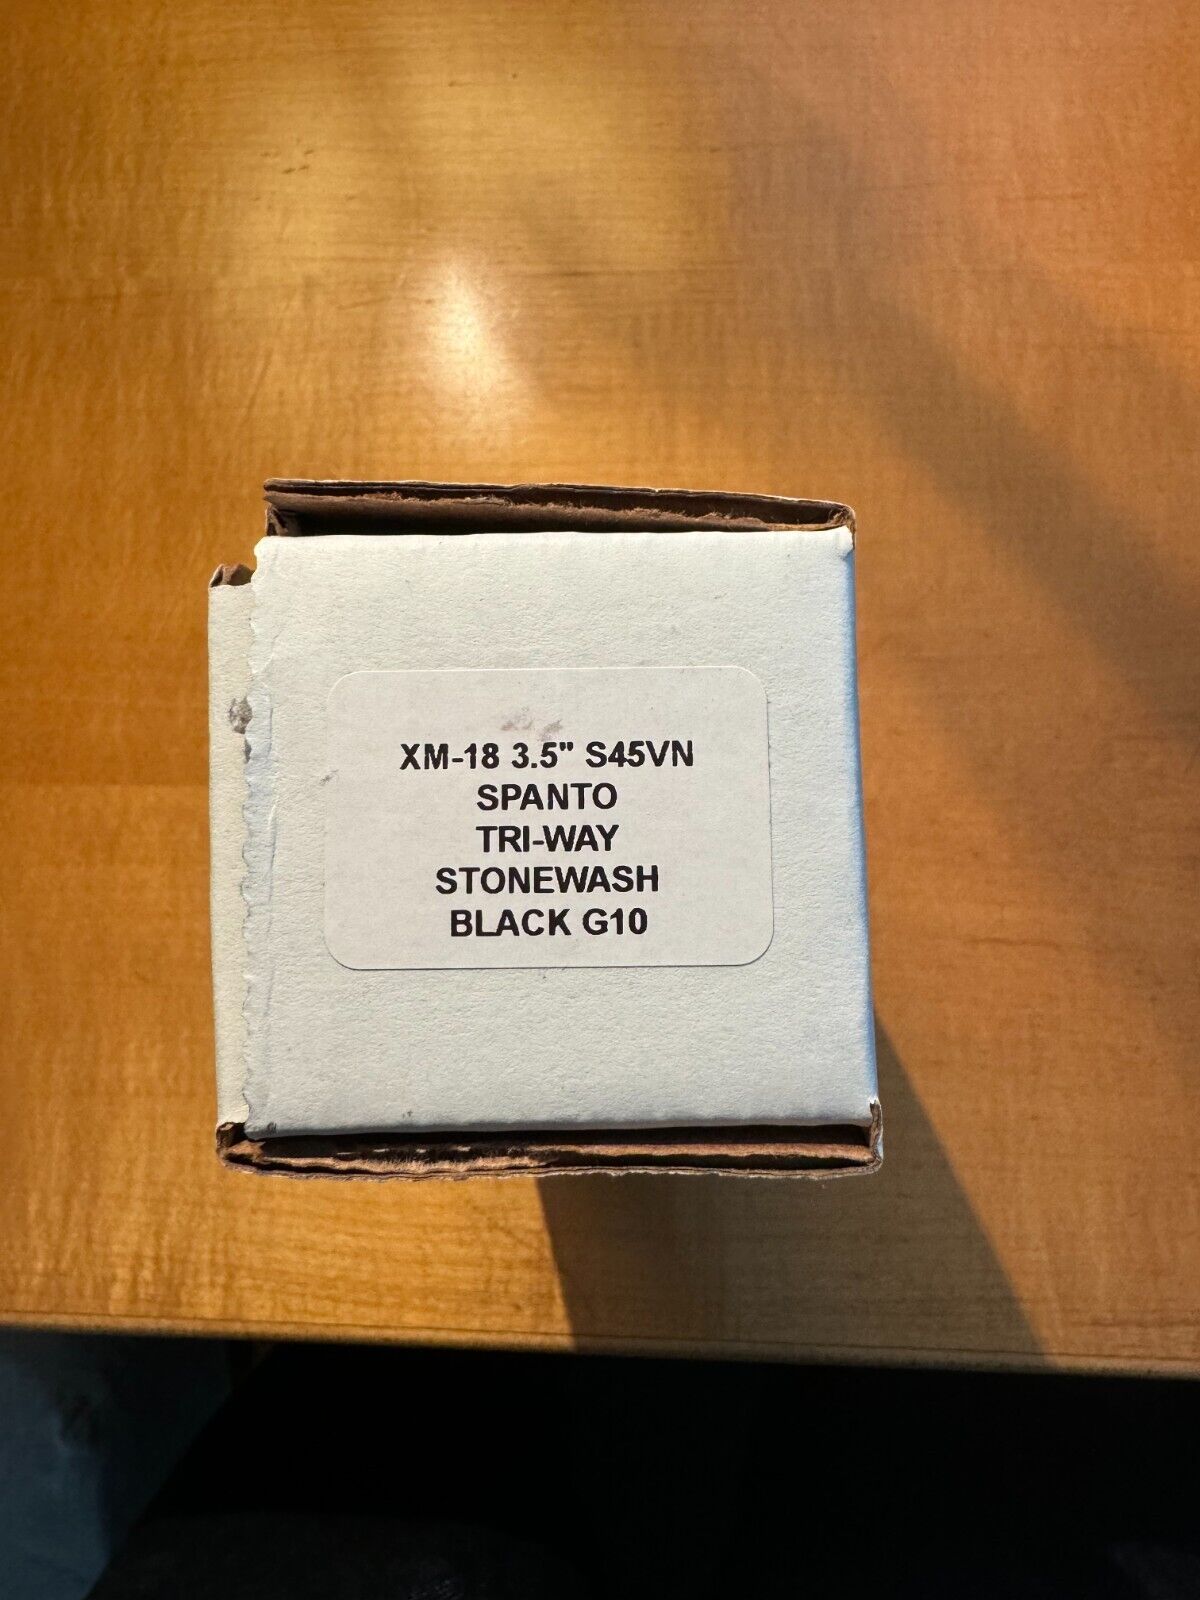 XM-18 3.5" S45VN
SPANTO
TRI-WAY
STONEWASH
BLACK G10